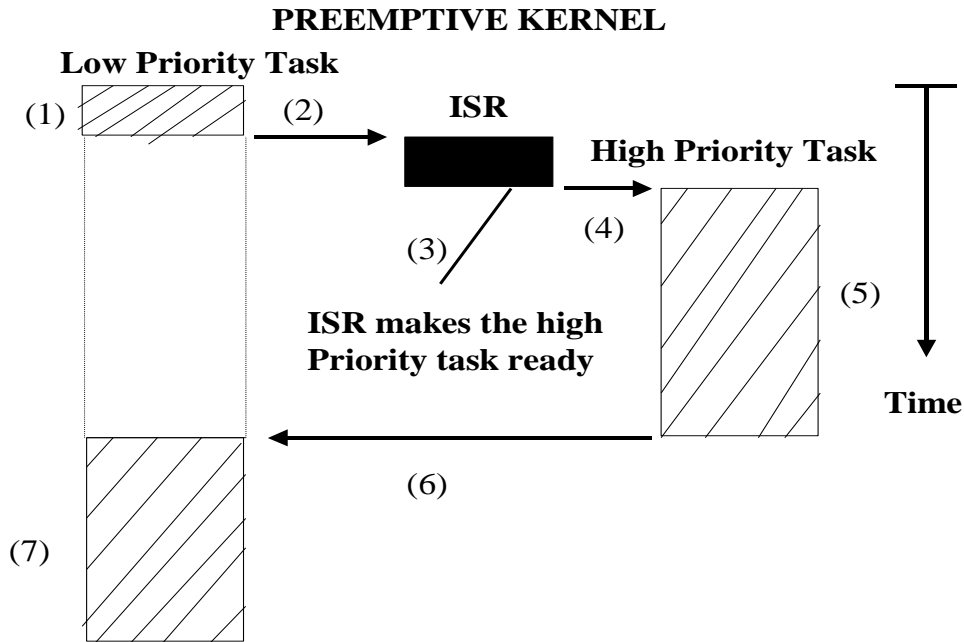 PREEMPTIVE KERNEL
Low Priority Task
(1)
(2)
ISR
High Priority Task
(3)
(4)
(5)
ISR makes the high
Priority task ready
Time
(6)
(7)